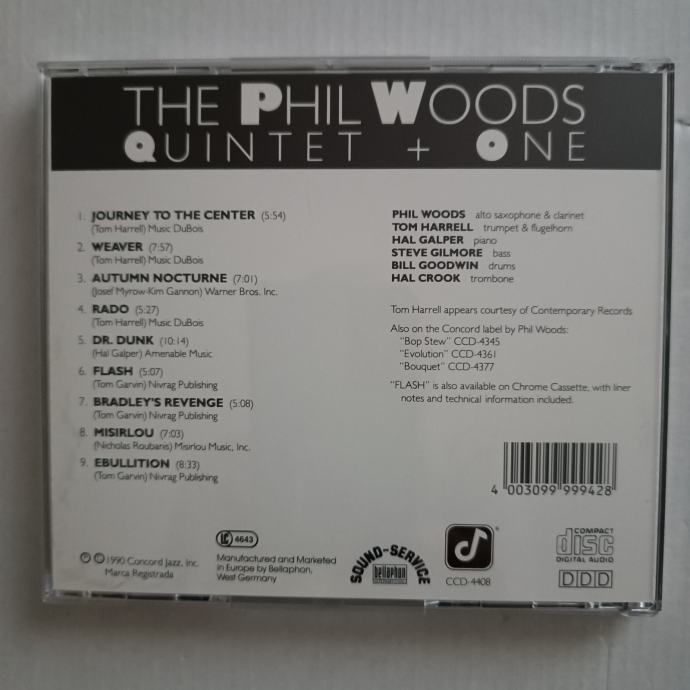 THE PHIL WOODS
QUINTET + ONE
1. JOURNEY TO THE CENTER (5:54)
(Tom Harrell) Music DuBois
2. WEAVER (7:57)
(Tom Harrell) Music DuBois
3. AUTUMN NOCTURNE (7:01)
(Josef Myrow-Kim Gannon) Warner Bros. Inc.
4. RADO (5:27)
(Tom Harrell) Music DuBois
5. DR. DUNK (10:14)
(Hal Galper) Amenable Music
6. FLASH (5:07)
(Tom Garvin) Nivrag Publishing
7. BRADLEY'S REVENGE (5:08)
(Tom Garvin) Nivrag Publishing
8. MISIRLOU (7:03)
(Nicholas Roubanis) Misirlou Music, Inc.
9. EBULLITION (8:33)
(Tom Garvin) Nivrag Publishing
PHIL WOODS alto saxophone & clarinet
TOM HARRELL trumpet & flugelhorn
HAL GALPER piano
STEVE GILMORE bass
BILL GOODWIN drums
HAL CROOK trombone
Tom Harrell appears courtesy of Contemporary Records
Also on the Concord label by Phil Woods:
"Bop Stew" CCD-4345
"Evolution" CCD-4361
"Bouquet" CCD-4377
"FLASH" is also available on Chrome Cassette, with liner
notes and technical information included.
4 003099 999428
℗ © 1990 Concord Jazz, Inc.
Marca Registrada
LC 4643
Manufactured and Marketed
in Europe by Bellaphon,
West Germany
SOUND-SERVICE
bellaphon
CCD-4408
COMPACT
disc
DIGITAL AUDIO
DDD